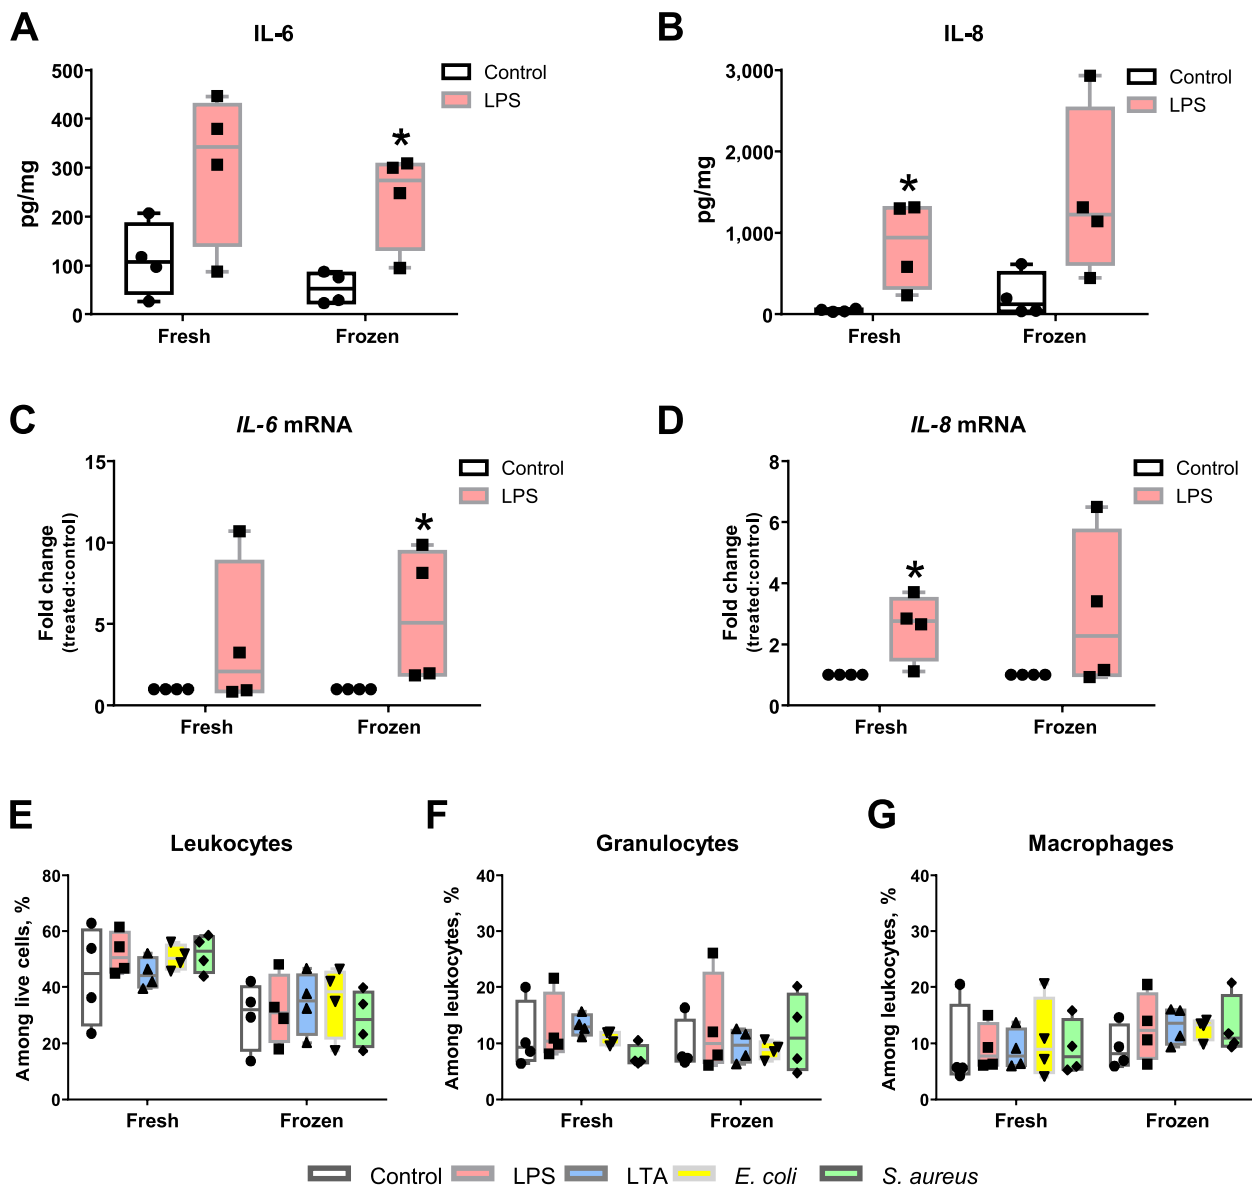 A
IL-6
500
400
300
200
100
0
pg/mg
*
Fresh
Frozen
Control
LPS
B
IL-8
3,000
2,000
1,000
0
pg/mg
*
Fresh
Frozen
Control
LPS
C
IL-6 mRNA
15
10
5
0
Fold change
(treated:control)
*
Fresh
Frozen
Control
LPS
D
IL-8 mRNA
8
6
4
2
0
Fold change
(treated:control)
*
Fresh
Frozen
Control
LPS
E
Leukocytes
80
60
40
20
0
Among live cells, %
Fresh
Frozen
F
Granulocytes
40
30
20
10
0
Among leukocytes, %
Fresh
Frozen
G
Macrophages
40
30
20
10
0
Among leukocytes, %
Fresh
Frozen
Control LPS LTA E. coli S. aureus